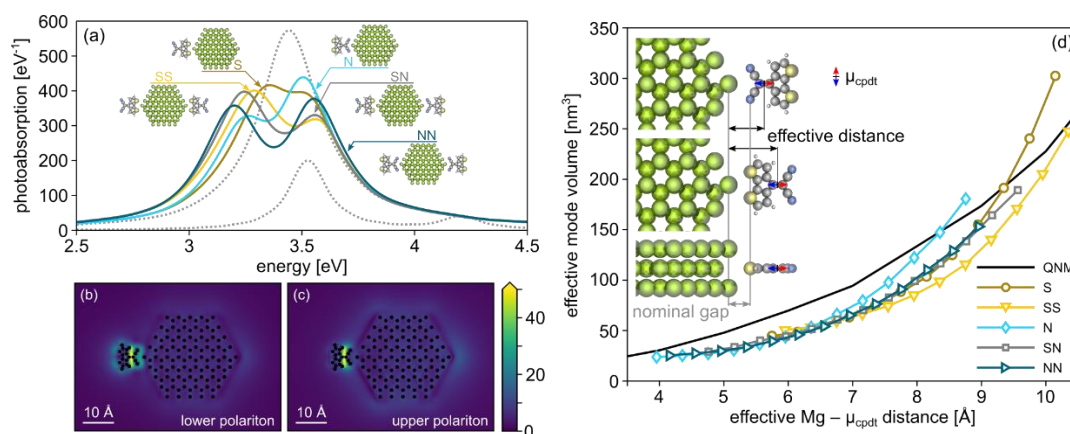 (a)
600
500
400
300
200
100
0
photoabsorption [eV⁻¹]
SS
S
N
SN
NN
2.5
3.0
3.5
4.0
4.5
energy [eV]
(b)
10 Å
lower polariton
(c)
10 Å
upper polariton
40
20
0
(d)
350
300
250
200
150
100
50
0
effective mode volume [nm³]
μcpdt
effective distance
nominal gap
QNM
S
SS
N
SN
NN
4
5
6
7
8
9
10
effective Mg – μcpdt distance [Å]